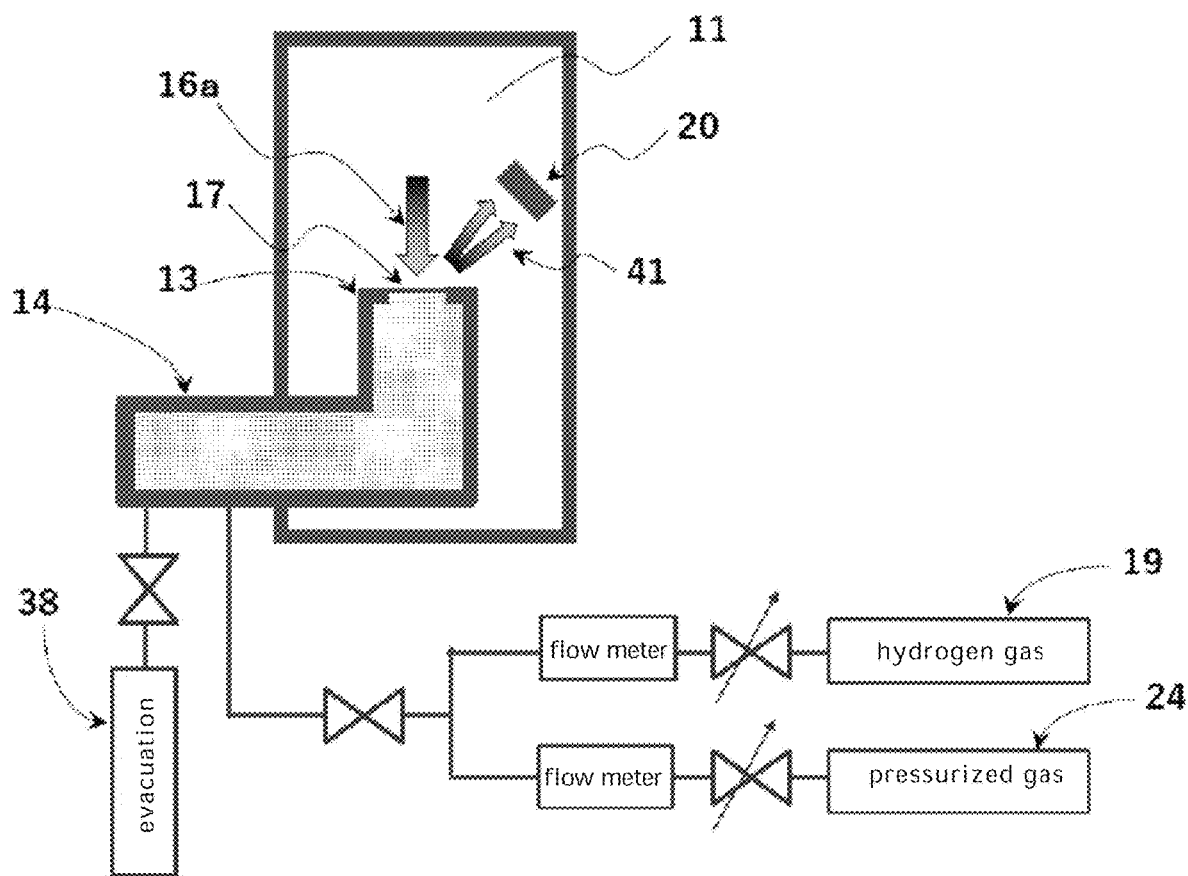 11
16a
20
17
13
41
14
19
38
flow meter
hydrogen gas
24
evacuation
flow meter
pressurized gas